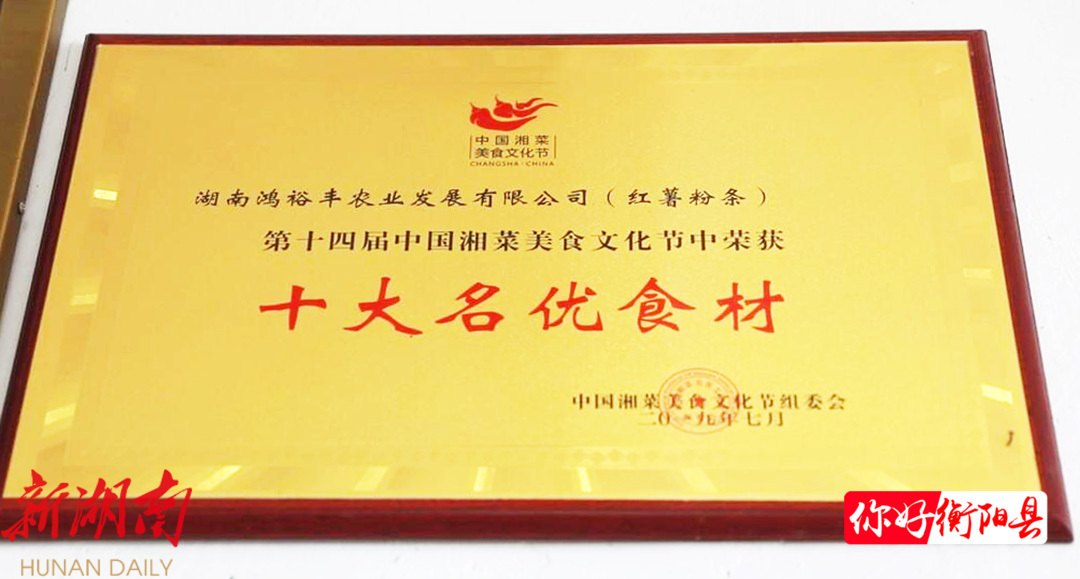 中国湘菜
美食文化节
CHANGSHA·CHINA
湖南鸿裕丰农业发展有限公司（红薯粉条）
第十四届中国湘菜美食文化节中荣获
十大名优食材
中国湘菜美食文化节组委会
二〇一九年七月
新湖南
HUNAN DAILY
你好衡阳县